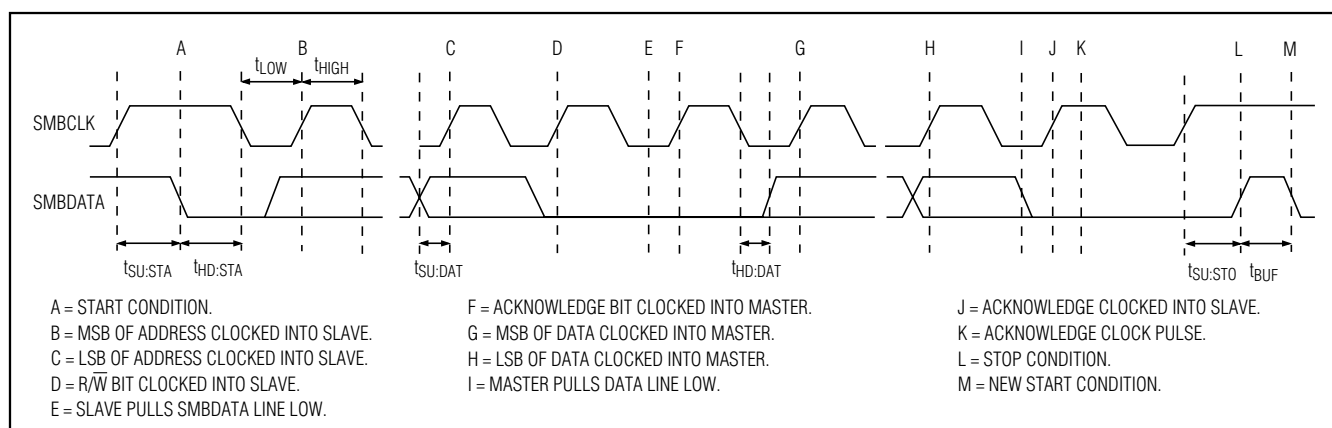 A B C D E F G H I J K L M
tLOW tHIGH
SMBCLK
SMBDATA
tSU:STA tHD:STA tSU:DAT tHD:DAT tSU:STO tBUF
A = START CONDITION.
B = MSB OF ADDRESS CLOCKED INTO SLAVE.
C = LSB OF ADDRESS CLOCKED INTO SLAVE.
D = R/W̅ BIT CLOCKED INTO SLAVE.
E = SLAVE PULLS SMBDATA LINE LOW.
F = ACKNOWLEDGE BIT CLOCKED INTO MASTER.
G = MSB OF DATA CLOCKED INTO MASTER.
H = LSB OF DATA CLOCKED INTO MASTER.
I = MASTER PULLS DATA LINE LOW.
J = ACKNOWLEDGE CLOCKED INTO SLAVE.
K = ACKNOWLEDGE CLOCK PULSE.
L = STOP CONDITION.
M = NEW START CONDITION.